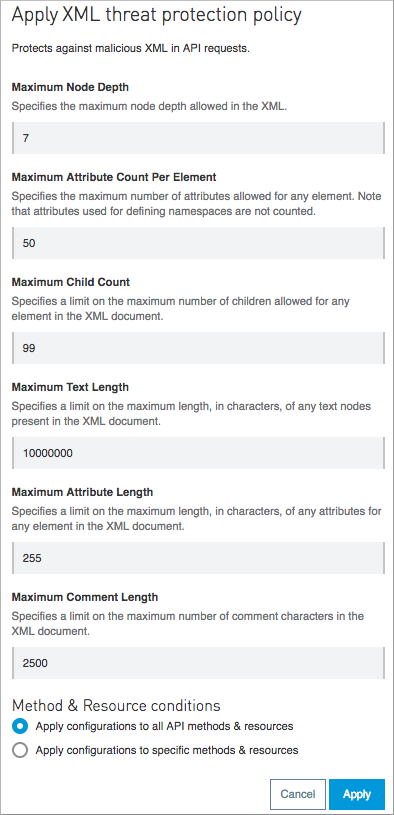 Apply XML threat protection policy
Protects against malicious XML in API requests.
Maximum Node Depth
Specifies the maximum node depth allowed in the XML.
7
Maximum Attribute Count Per Element
Specifies the maximum number of attributes allowed for any element. Note
that attributes used for defining namespaces are not counted.
50
Maximum Child Count
Specifies a limit on the maximum number of children allowed for any
element in the XML document.
99
Maximum Text Length
Specifies a limit on the maximum length, in characters, of any text nodes
present in the XML document.
10000000
Maximum Attribute Length
Specifies a limit on the maximum length, in characters, of any attributes for
any element in the XML document.
255
Maximum Comment Length
Specifies a limit on the maximum number of comment characters in the
XML document.
2500
Method & Resource conditions
Apply configurations to all API methods & resources
Apply configurations to specific methods & resources
Cancel Apply